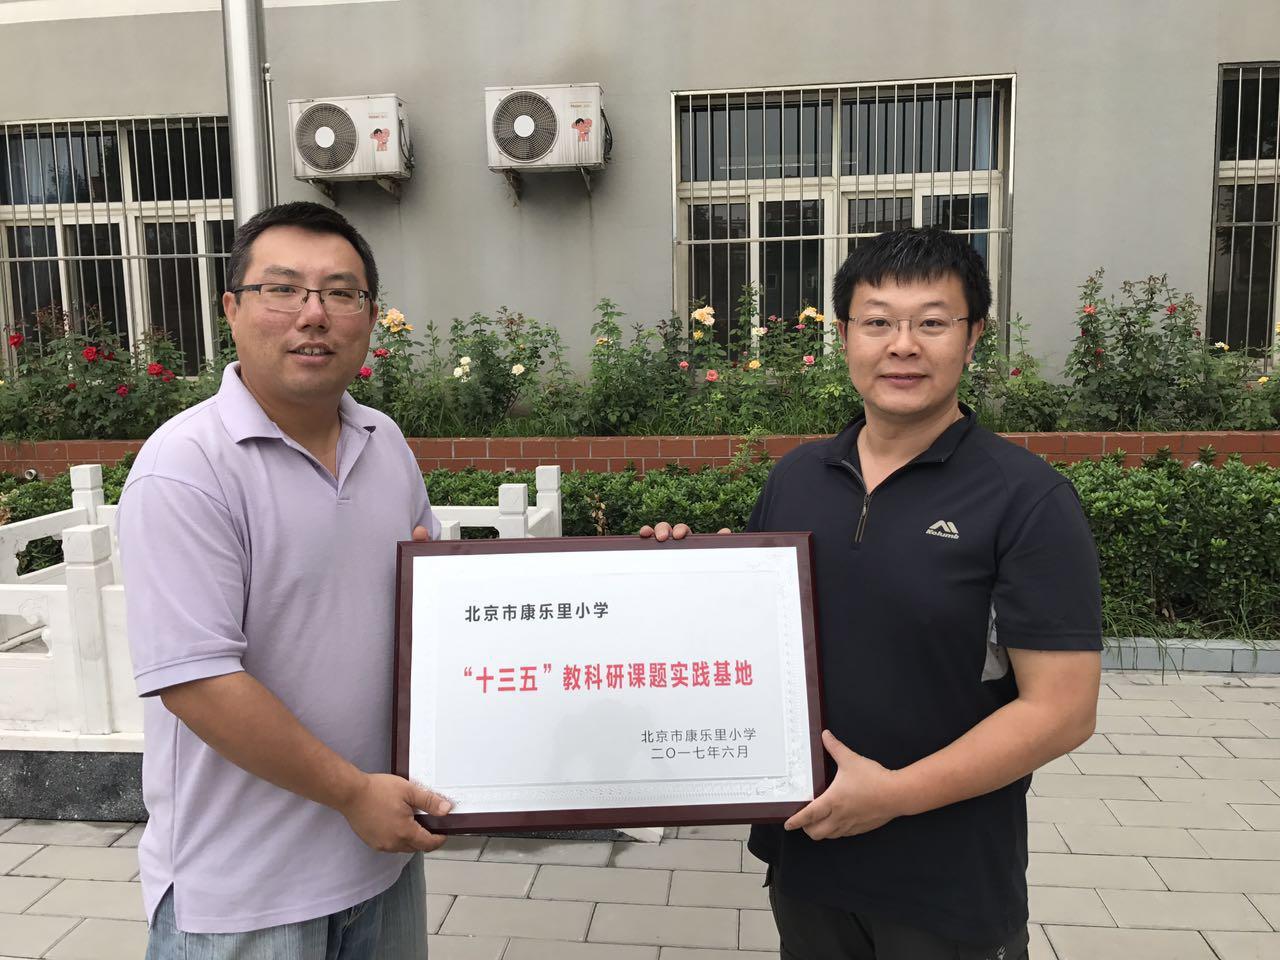 北京市康乐里小学
“十三五”教科研课题实践基地
北京市康乐里小学
二〇一七年六月
Kolumb
Haier